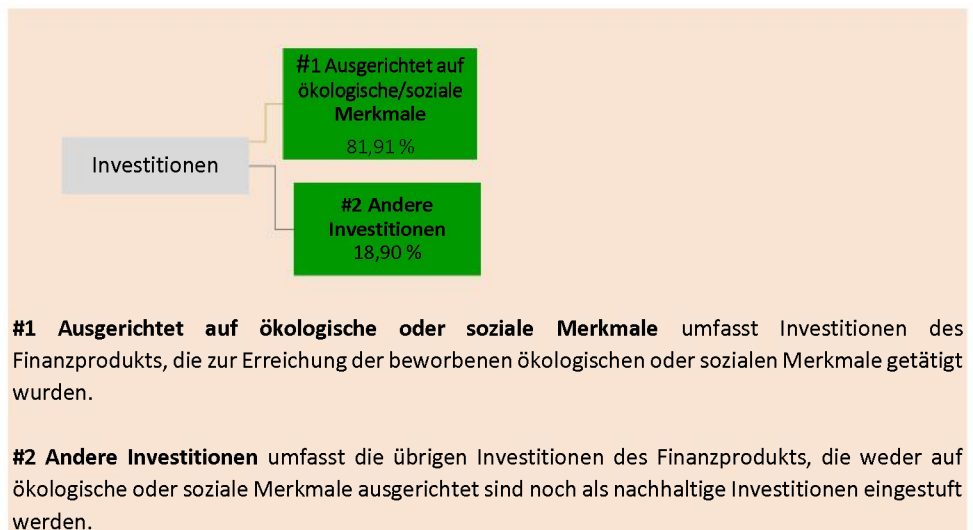 #1 Ausgerichtet auf
ökologische/soziale
Merkmale
81,91 %
Investitionen
#2 Andere
Investitionen
18,90 %
#1 Ausgerichtet auf ökologische oder soziale Merkmale umfasst Investitionen des
Finanzprodukts, die zur Erreichung der beworbenen ökologischen oder sozialen Merkmale getätigt
wurden.
#2 Andere Investitionen umfasst die übrigen Investitionen des Finanzprodukts, die weder auf
ökologische oder soziale Merkmale ausgerichtet sind noch als nachhaltige Investitionen eingestuft
werden.